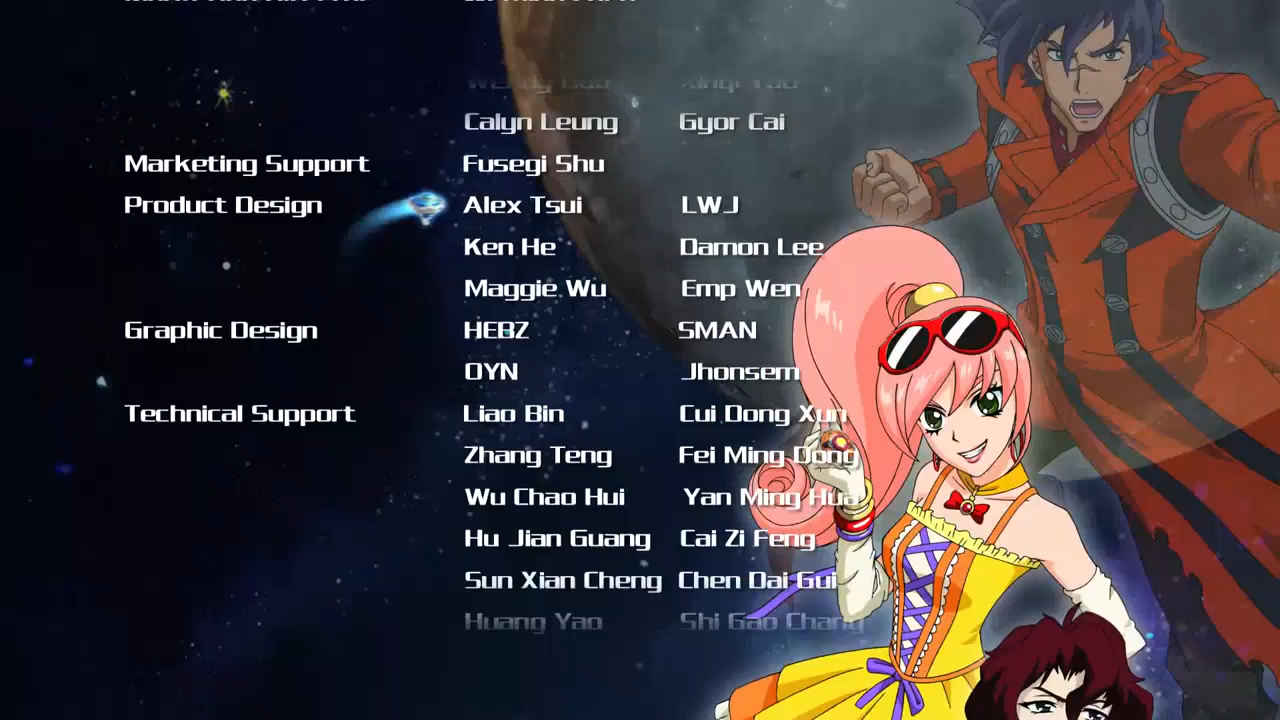 Calyn Leung Gyor Cai
Marketing Support Fusegi Shu
Product Design Alex Tsui LWJ
Ken He Damon Lee
Maggie Wu Emp Wen
Graphic Design HEBZ SMAN
OYN Jhonsem
Technical Support Liao Bin Cui Dong Xun
Zhang Teng Fei Ming Dong
Wu Chao Hui Yan Ming Hua
Hu Jian Guang Cai Zi Feng
Sun Xian Cheng Chen Dai Gui
Huang Yao Shi Gao Chang